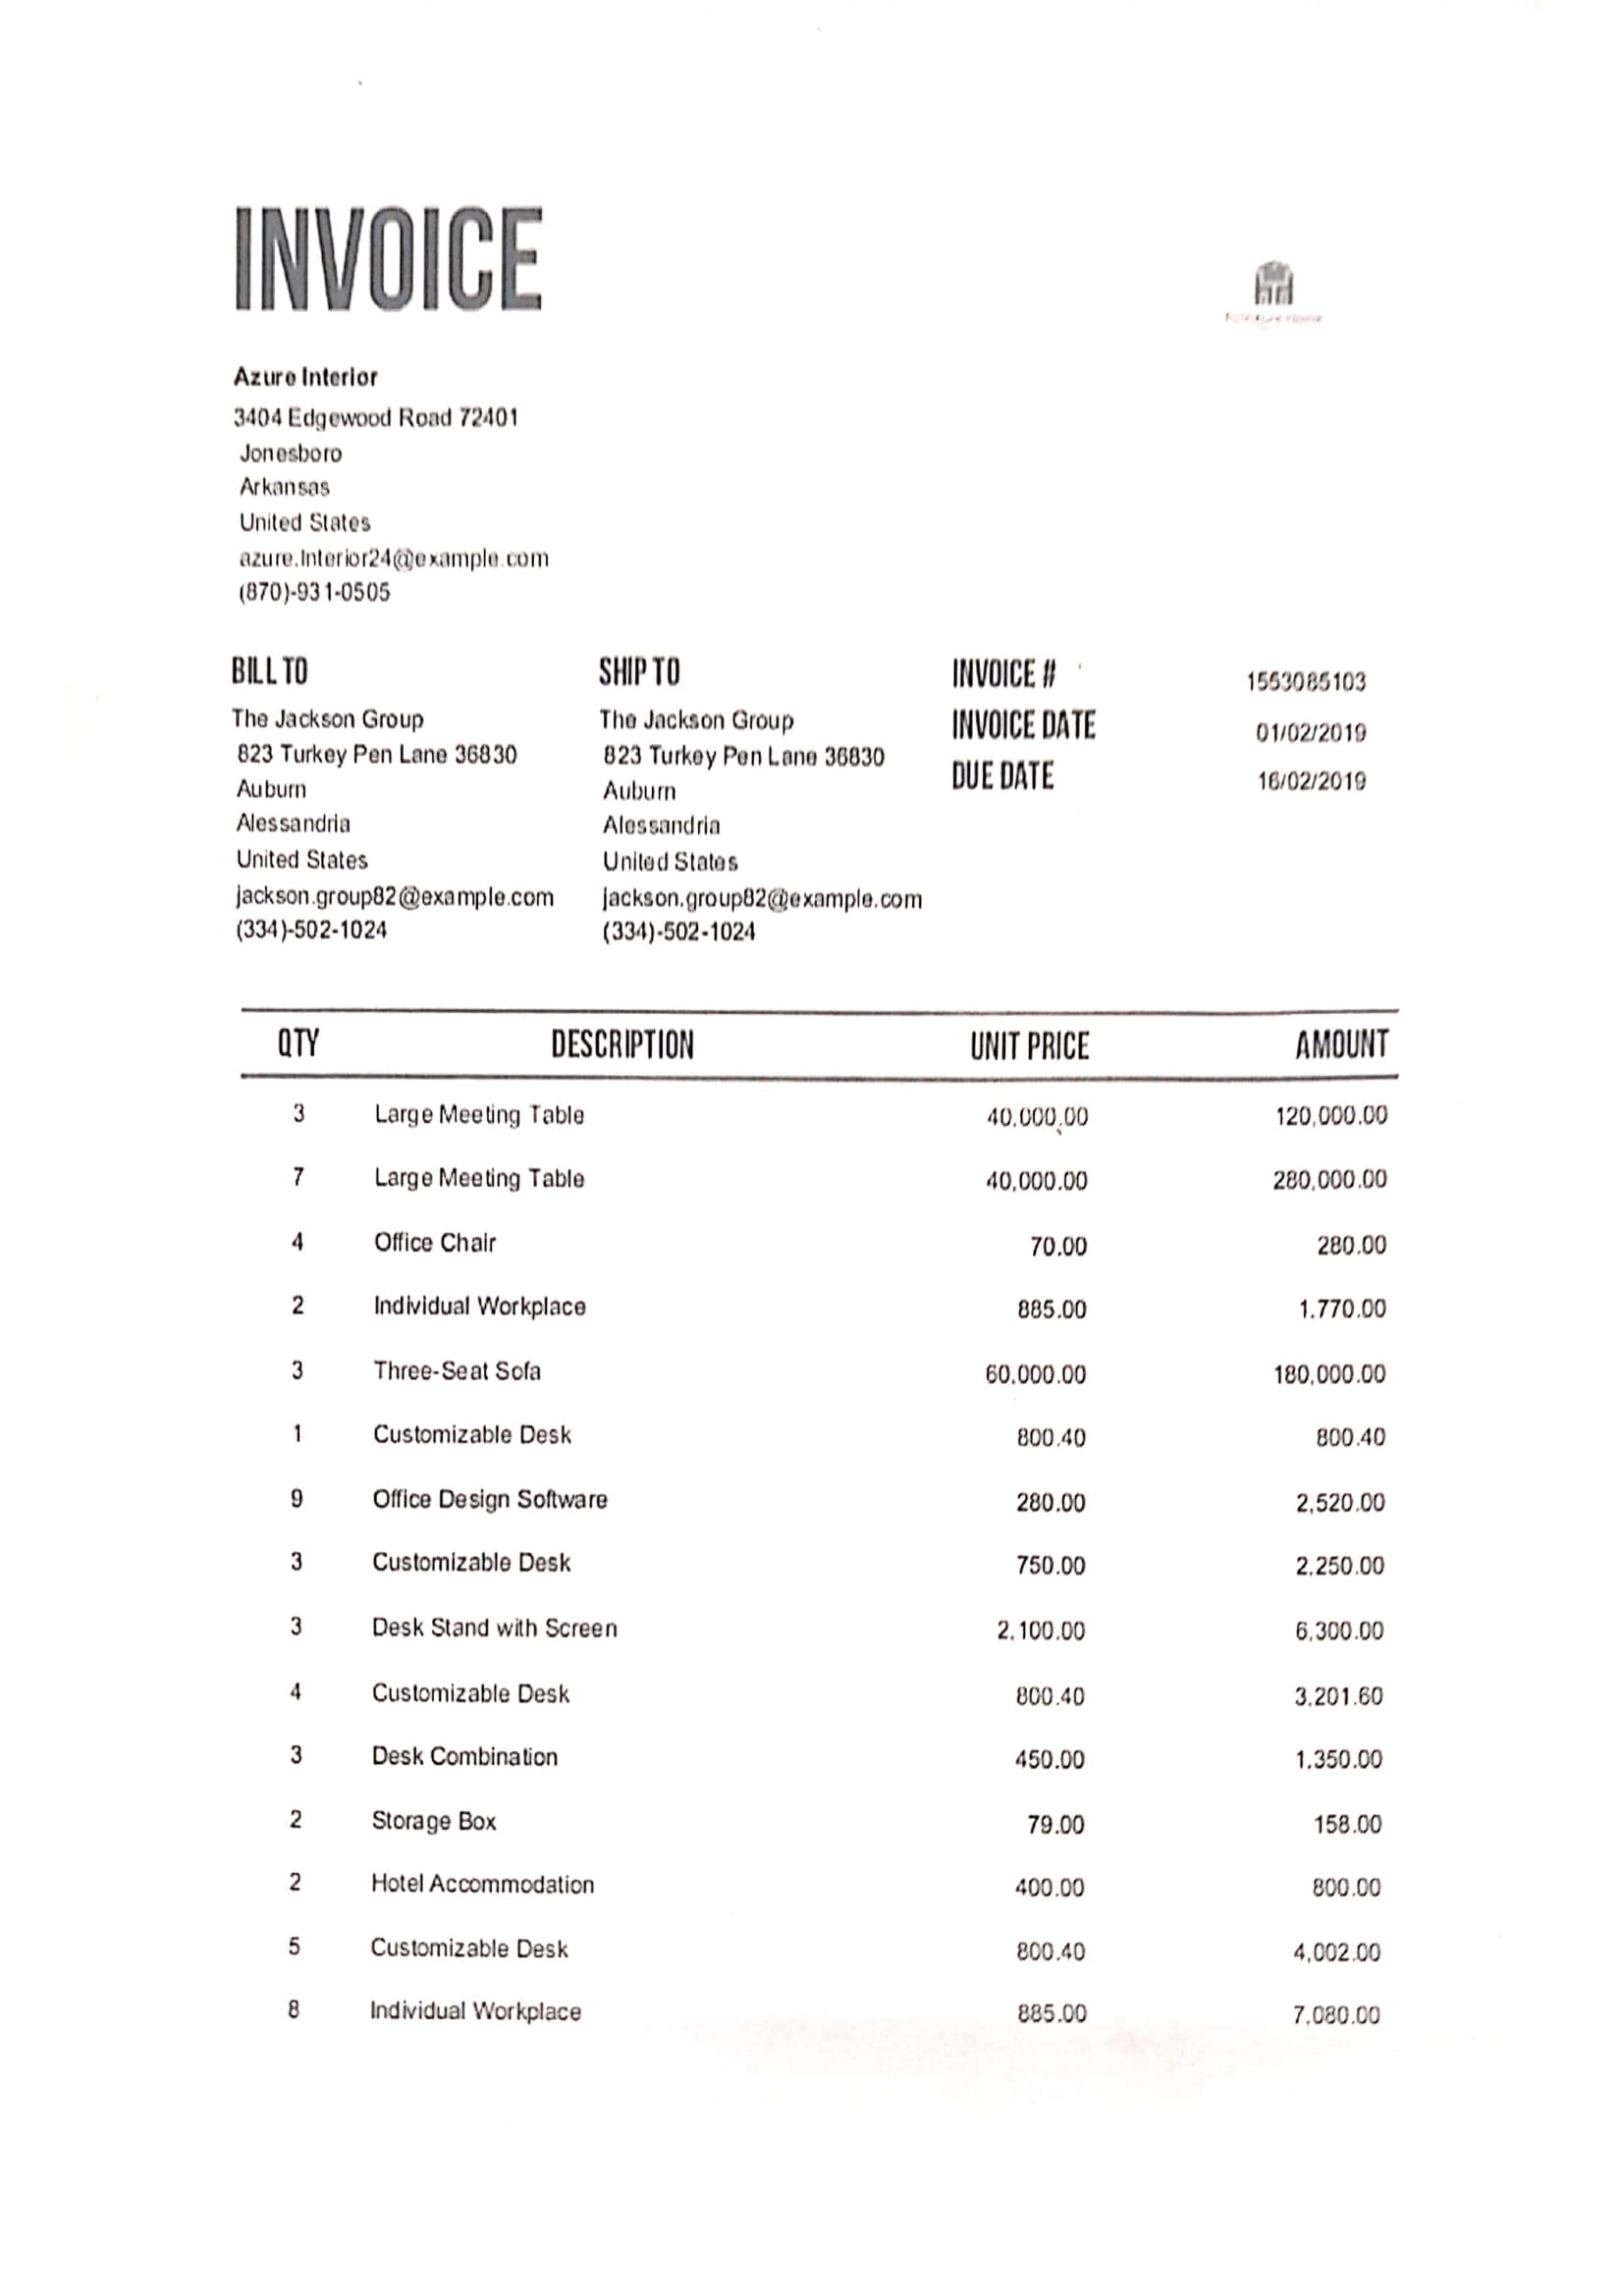 INVOICE
Azure Interior
3404 Edgewood Road 72401
Jonesboro
Arkansas
United States
azure.Interior24@example.com
(870)-931-0505
BILL TO
The Jackson Group
823 Turkey Pen Lane 36830
Auburn
Alessandria
United States
jackson.group82@example.com
(334)-502-1024
SHIP TO
The Jackson Group
823 Turkey Pen Lane 36830
Auburn
Alessandria
United States
jackson.group82@example.com
(334)-502-1024
INVOICE # 1553085103
INVOICE DATE 01/02/2019
DUE DATE 16/02/2019
QTY DESCRIPTION UNIT PRICE AMOUNT
3 Large Meeting Table 40,000.00 120,000.00
7 Large Meeting Table 40,000.00 280,000.00
4 Office Chair 70.00 280.00
2 Individual Workplace 885.00 1,770.00
3 Three-Seat Sofa 60,000.00 180,000.00
1 Customizable Desk 800.40 800.40
9 Office Design Software 280.00 2,520.00
3 Customizable Desk 750.00 2,250.00
3 Desk Stand with Screen 2,100.00 6,300.00
4 Customizable Desk 800.40 3,201.60
3 Desk Combination 450.00 1,350.00
2 Storage Box 79.00 158.00
2 Hotel Accommodation 400.00 800.00
5 Customizable Desk 800.40 4,002.00
8 Individual Workplace 885.00 7,080.00